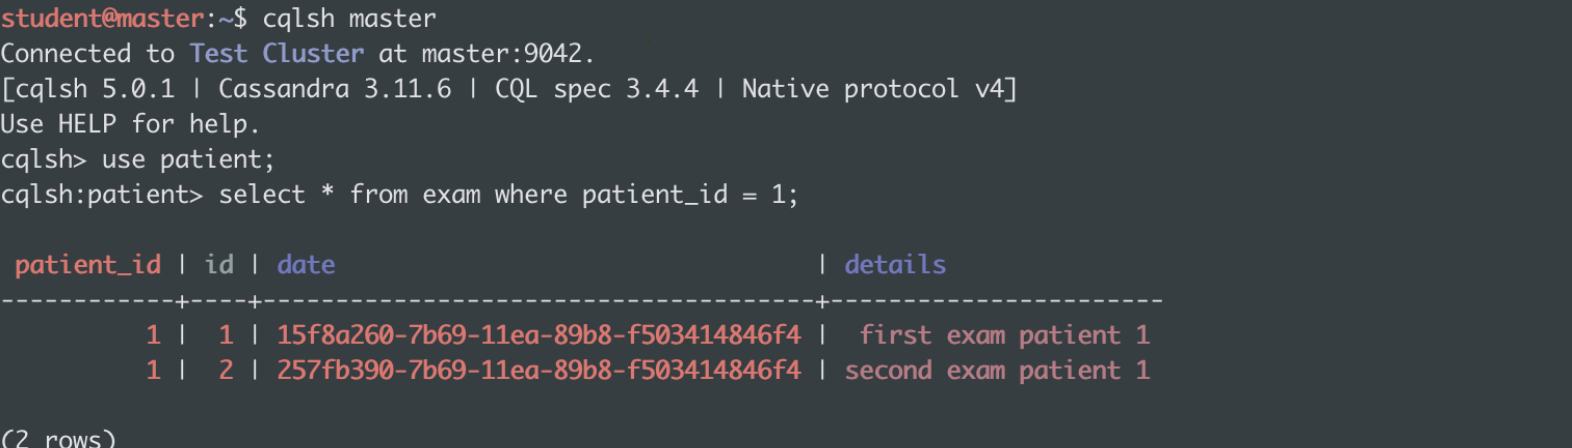 student@master:~$ cqlsh master
Connected to Test Cluster at master:9042.
[cqlsh 5.0.1 | Cassandra 3.11.6 | CQL spec 3.4.4 | Native protocol v4]
Use HELP for help.
cqlsh> use patient;
cqlsh:patient> select * from exam where patient_id = 1;
 patient_id | id | date                                 | details
------------+----+--------------------------------------+-----------------------
          1 |  1 | 15f8a260-7b69-11ea-89b8-f503414846f4 |  first exam patient 1
          1 |  2 | 257fb390-7b69-11ea-89b8-f503414846f4 | second exam patient 1
(2 rows)